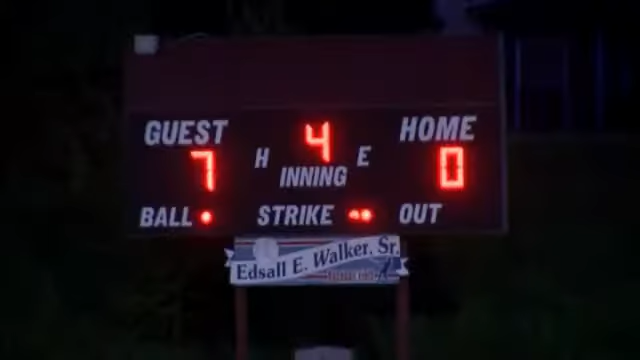 GUEST 4 HOME
7 H E 0
INNING
BALL STRIKE OUT
Edsall E. Walker, Sr.